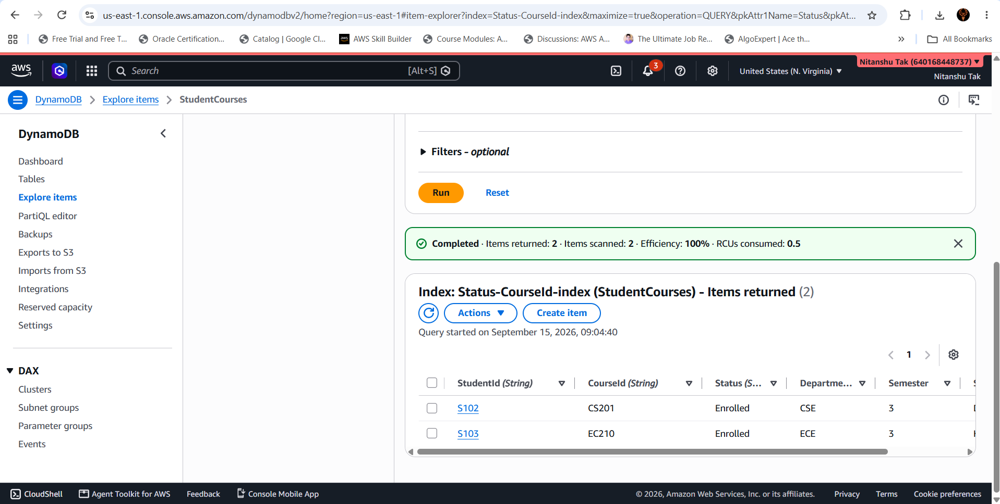 us-east-1.console.aws.amazon.com/dynamodbv2/home?region=us-east-1#item-explorer?index=Status-CourseId-index&maximize=true&operation=QUERY&pkAttr1Name=Status&pkAt...
Free Trial and Free T... Oracle Certification... Catalog | Google Cl... aws AWS Skill Builder Course Modules: A... Discussions: AWS A... The Ultimate Job Re... AlgoExpert | Ace th... » All Bookmarks
aws Search [Alt+S] 3 United States (N. Virginia) Nitanshu Tak (640168448737)
Nitanshu Tak
DynamoDB Explore items StudentCourses
DynamoDB
Dashboard
Tables
Explore items
PartiQL editor
Backups
Exports to S3
Imports from S3
Integrations
Reserved capacity
Settings
DAX
Clusters
Subnet groups
Parameter groups
Events
Filters - optional
Run Reset
Completed · Items returned: 2 · Items scanned: 2 · Efficiency: 100% · RCUs consumed: 0.5
Index: Status-CourseId-index (StudentCourses) - Items returned (2)
Actions Create item
Query started on September 15, 2026, 09:04:40
1
StudentId (String) CourseId (String) Status (S... Departme... Semester
S102 CS201 Enrolled CSE 3
S103 EC210 Enrolled ECE 3
CloudShell Agent Toolkit for AWS Feedback Console Mobile App © 2026, Amazon Web Services, Inc. or its affiliates. Privacy Terms Cookie preferences